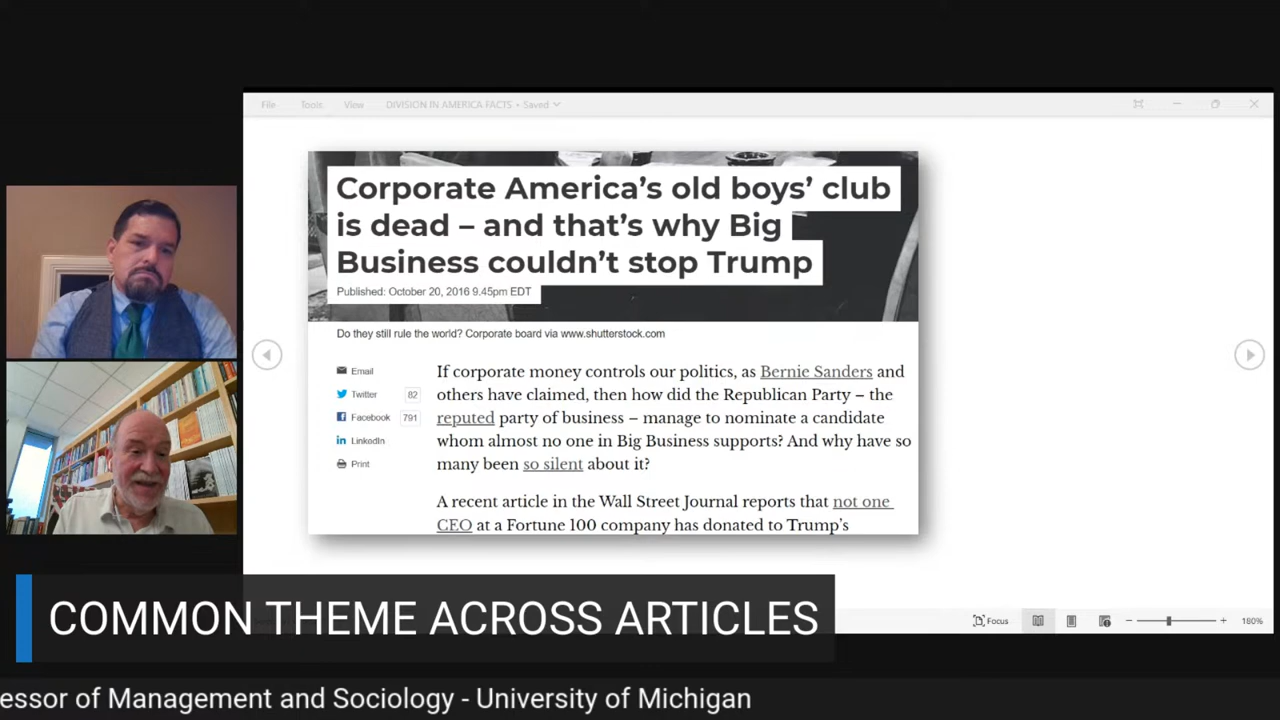 File Tools View DIVISION IN AMERICA FACTS • Saved
Corporate America’s old boys’ club
is dead – and that’s why Big
Business couldn’t stop Trump
Published: October 20, 2016 9.45pm EDT
Do they still rule the world? Corporate board via www.shutterstock.com
Email
Twitter 82
Facebook 791
LinkedIn
Print
If corporate money controls our politics, as Bernie Sanders and
others have claimed, then how did the Republican Party – the
reputed party of business – manage to nominate a candidate
whom almost no one in Big Business supports? And why have so
many been so silent about it?
A recent article in the Wall Street Journal reports that not one
CEO at a Fortune 100 company has donated to Trump’s
COMMON THEME ACROSS ARTICLES
Focus 180%
essor of Management and Sociology - University of Michigan